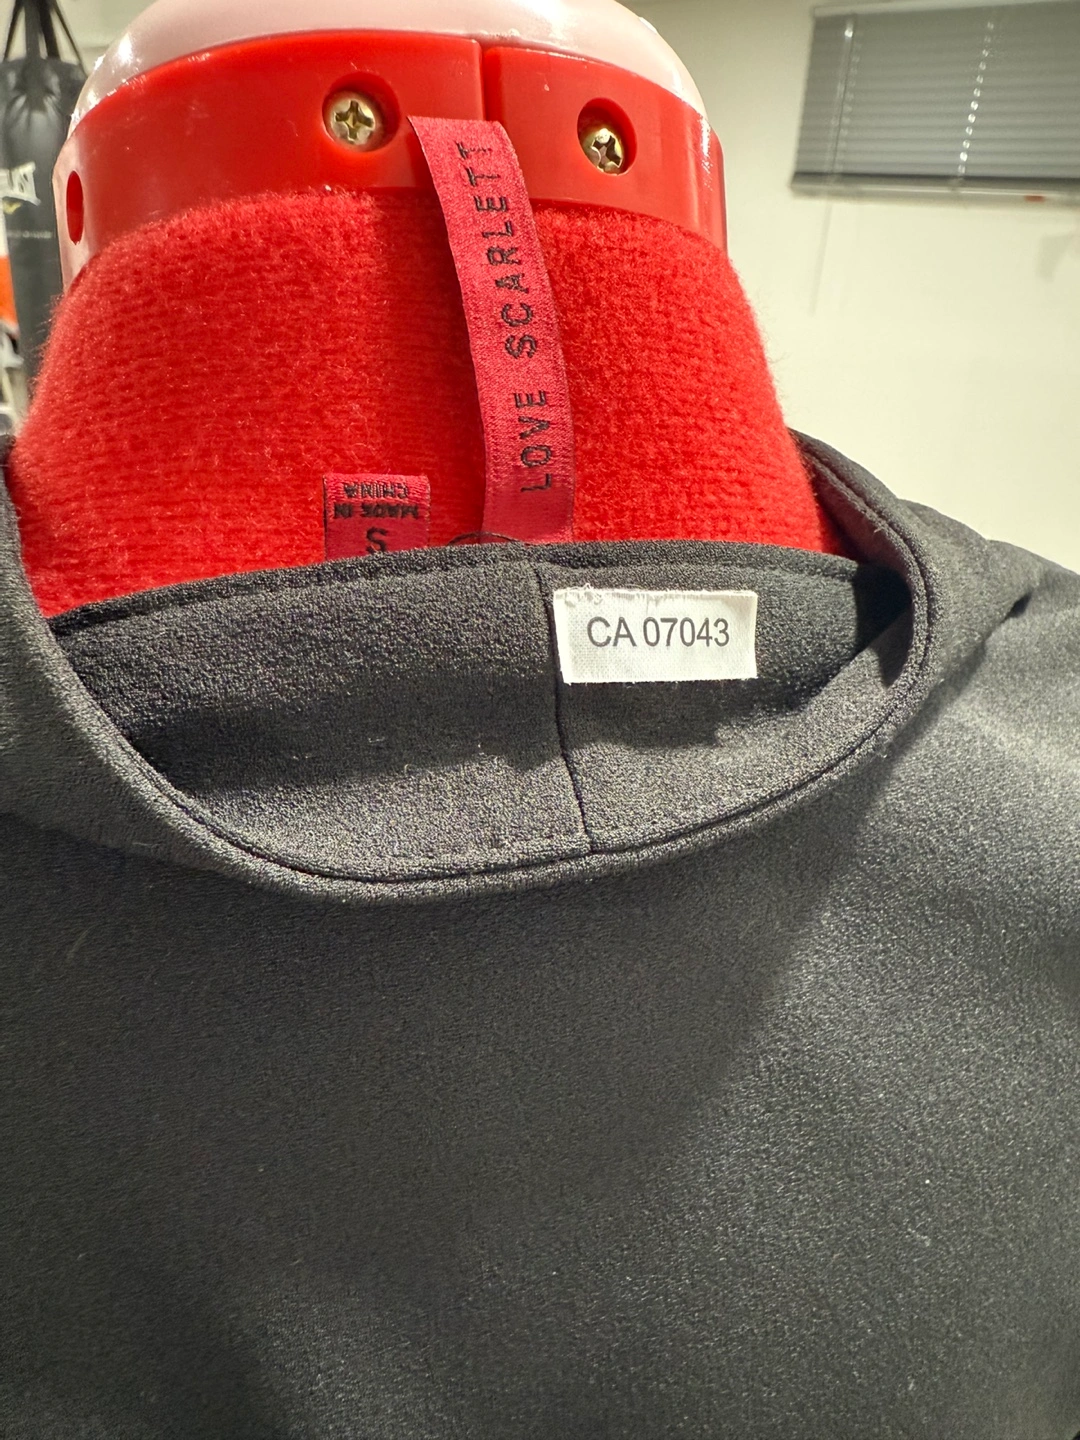 LOVE SCARLETT
S
MADE IN
CHINA
CA 07043